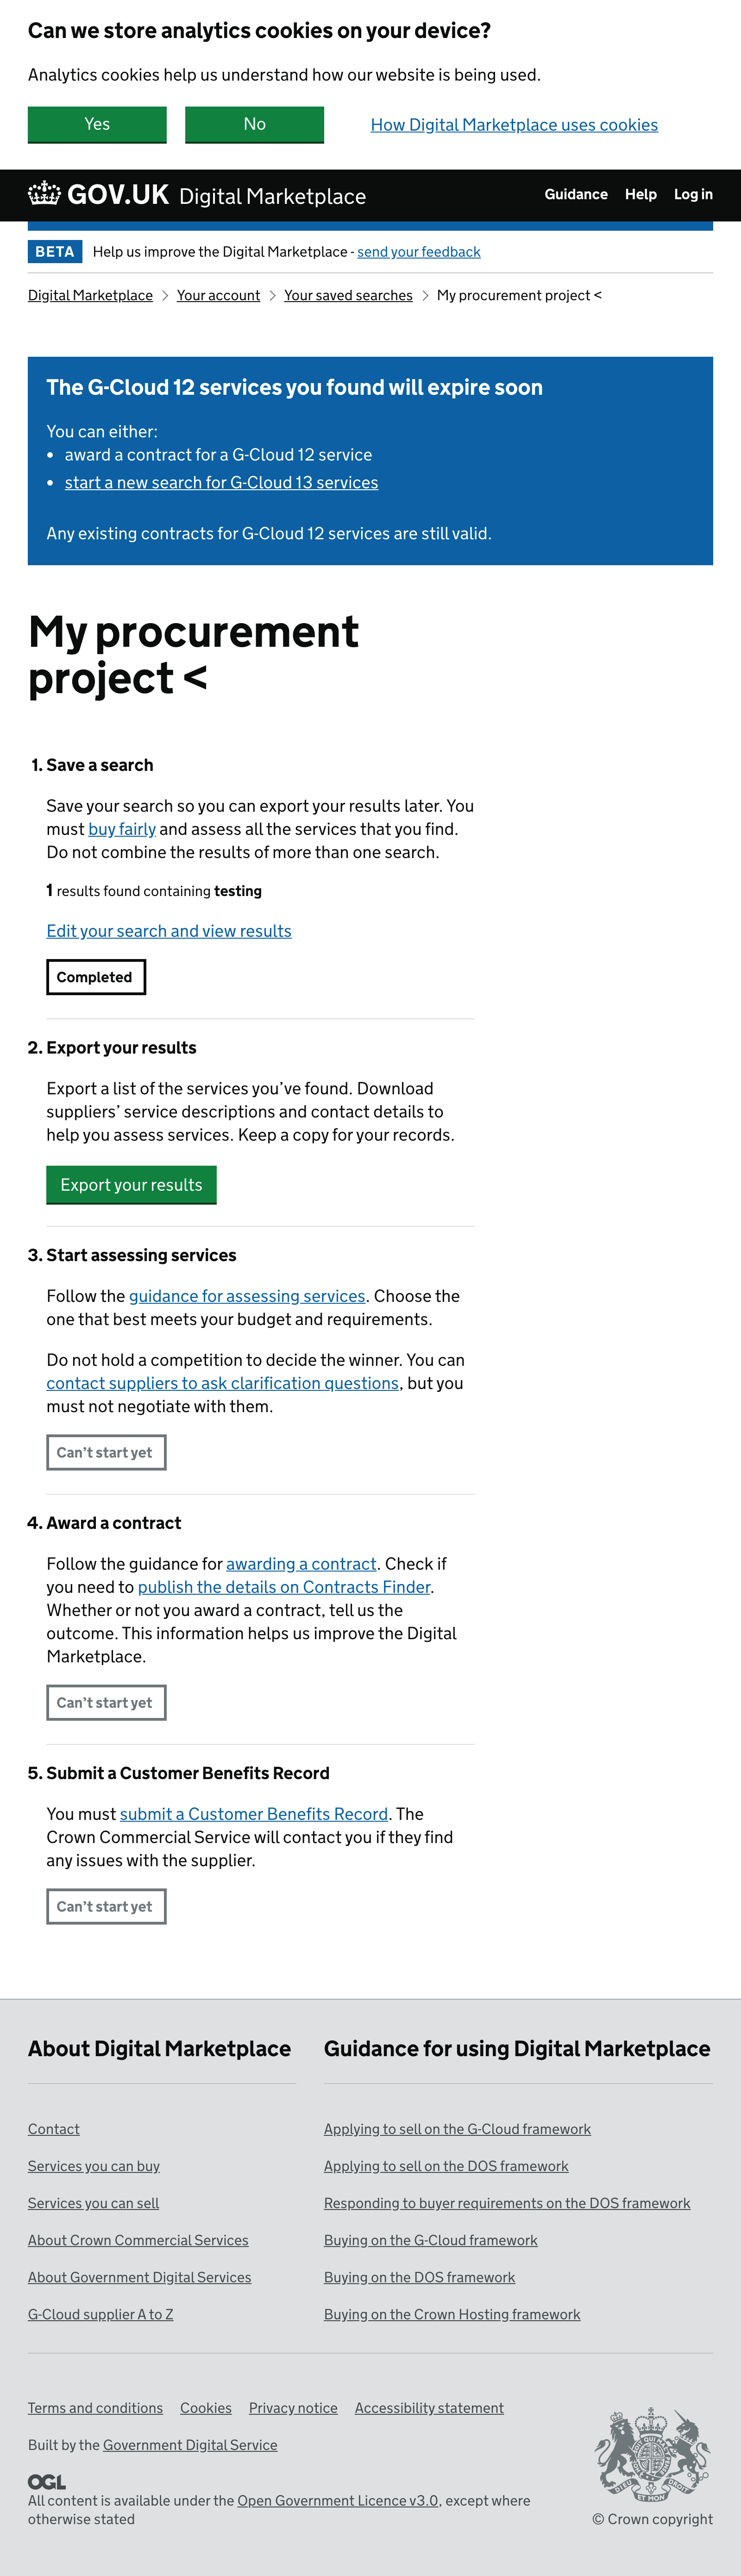 Can we store analytics cookies on your device?
Analytics cookies help us understand how our website is being used.
Yes
No
How Digital Marketplace uses cookies
GOV.UK Digital Marketplace
Guidance Help Log in
BETA Help us improve the Digital Marketplace - send your feedback
Digital Marketplace Your account Your saved searches My procurement project <
The G-Cloud 12 services you found will expire soon
You can either:
• award a contract for a G-Cloud 12 service
• start a new search for G-Cloud 13 services
Any existing contracts for G-Cloud 12 services are still valid.
My procurement
project <
1. Save a search
Save your search so you can export your results later. You
must buy fairly and assess all the services that you find.
Do not combine the results of more than one search.
1 results found containing testing
Edit your search and view results
Completed
2. Export your results
Export a list of the services you’ve found. Download
suppliers’ service descriptions and contact details to
help you assess services. Keep a copy for your records.
Export your results
3. Start assessing services
Follow the guidance for assessing services. Choose the
one that best meets your budget and requirements.
Do not hold a competition to decide the winner. You can
contact suppliers to ask clarification questions, but you
must not negotiate with them.
Can’t start yet
4. Award a contract
Follow the guidance for awarding a contract. Check if
you need to publish the details on Contracts Finder.
Whether or not you award a contract, tell us the
outcome. This information helps us improve the Digital
Marketplace.
Can’t start yet
5. Submit a Customer Benefits Record
You must submit a Customer Benefits Record. The
Crown Commercial Service will contact you if they find
any issues with the supplier.
Can’t start yet
About Digital Marketplace
Contact
Services you can buy
Services you can sell
About Crown Commercial Services
About Government Digital Services
G-Cloud supplier A to Z
Guidance for using Digital Marketplace
Applying to sell on the G-Cloud framework
Applying to sell on the DOS framework
Responding to buyer requirements on the DOS framework
Buying on the G-Cloud framework
Buying on the DOS framework
Buying on the Crown Hosting framework
Terms and conditions Cookies Privacy notice Accessibility statement
Built by the Government Digital Service
OGL
All content is available under the Open Government Licence v3.0, except where
otherwise stated
© Crown copyright